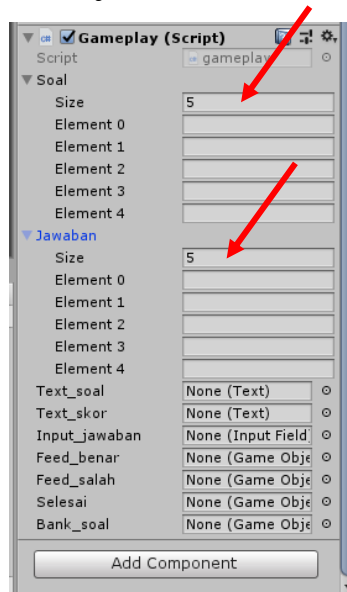 Gameplay (Script)
Script gameplay
Soal
Size 5
Element 0
Element 1
Element 2
Element 3
Element 4
Jawaban
Size 5
Element 0
Element 1
Element 2
Element 3
Element 4
Text_soal None (Text)
Text_skor None (Text)
Input_jawaban None (Input Field)
Feed_benar None (Game Obje
Feed_salah None (Game Obje
Selesai None (Game Obje
Bank_soal None (Game Obje
Add Component